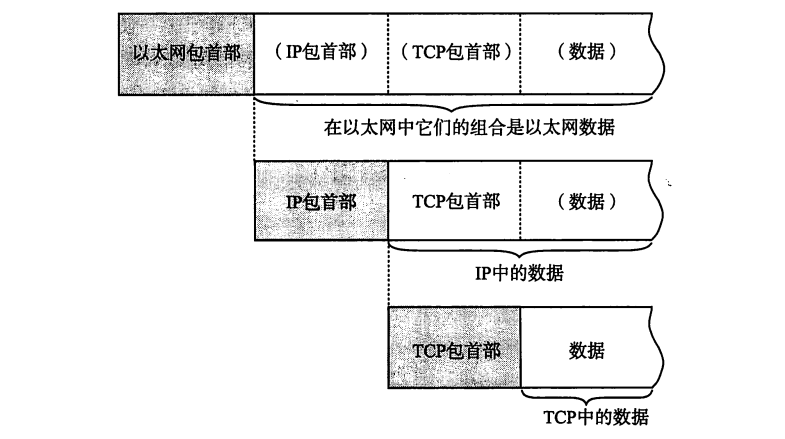 以太网包首部 （IP包首部） （TCP包首部） （数据）
在以太网中它们的组合是以太网数据
IP包首部 TCP包首部 （数据）
IP中的数据
TCP包首部 数据
TCP中的数据